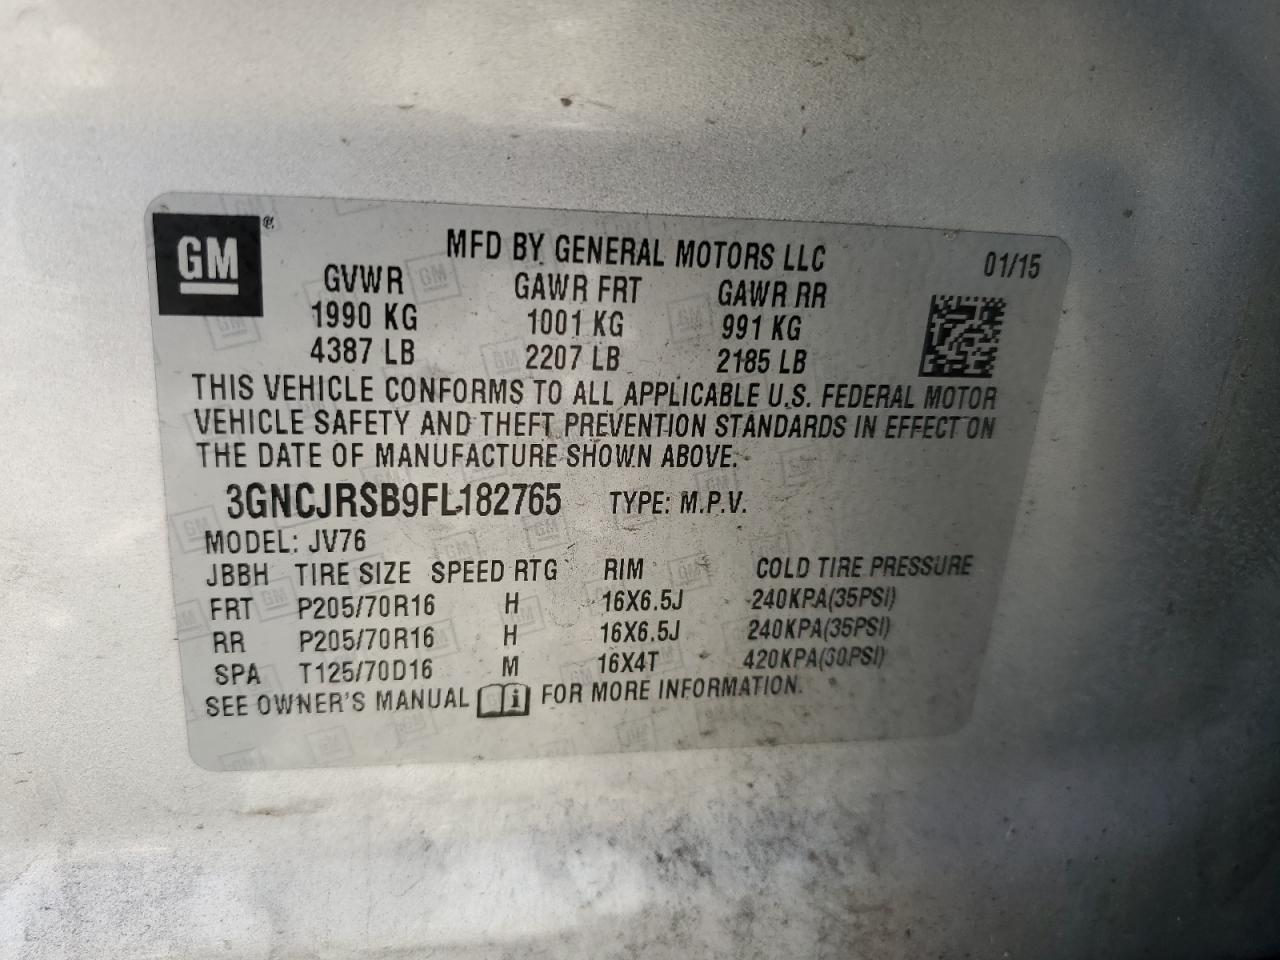 GM ®
MFD BY GENERAL MOTORS LLC 01/15
GVWR GAWR FRT GAWR RR
1990 KG 1001 KG 991 KG
4387 LB 2207 LB 2185 LB
THIS VEHICLE CONFORMS TO ALL APPLICABLE U.S. FEDERAL MOTOR
VEHICLE SAFETY AND THEFT PREVENTION STANDARDS IN EFFECT ON
THE DATE OF MANUFACTURE SHOWN ABOVE.
3GNCJRSB9FL182765 TYPE: M.P.V.
MODEL: JV76
JBBH TIRE SIZE SPEED RTG RIM COLD TIRE PRESSURE
FRT P205/70R16 H 16X6.5J 240KPA(35PSI)
RR P205/70R16 H 16X6.5J 240KPA(35PSI)
SPA T125/70D16 M 16X4T 420KPA(60PSI)
SEE OWNER'S MANUAL i FOR MORE INFORMATION.